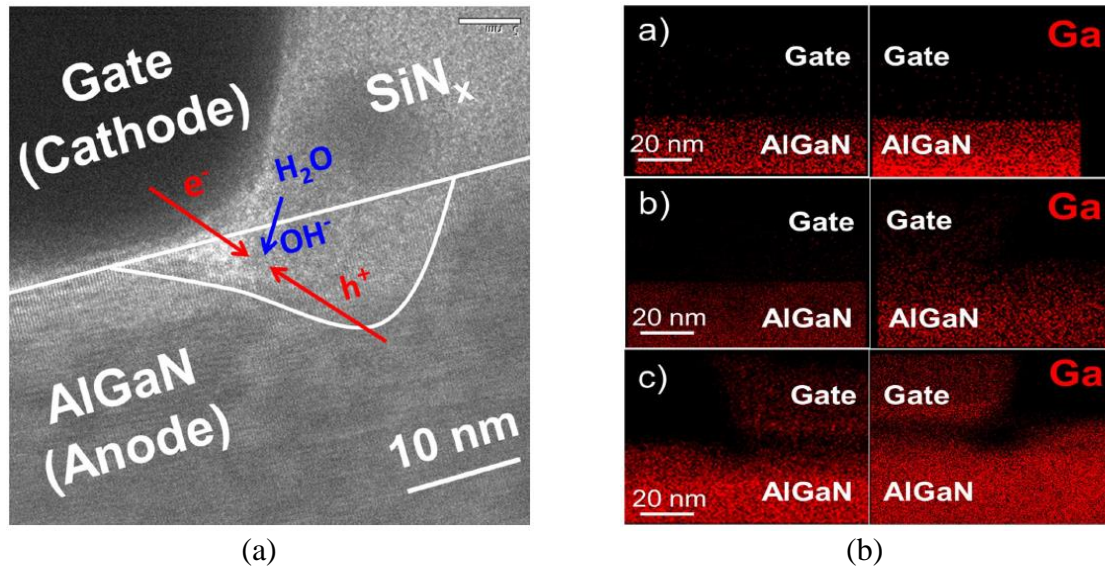 Gate
(Cathode)
SiNx
e-
H2O
OH-
h+
AlGaN
(Anode)
10 nm
(a)
a)
Gate
Gate
Ga
20 nm
AlGaN
AlGaN
b)
Gate
Gate
Ga
20 nm
AlGaN
AlGaN
c)
Gate
Gate
Ga
20 nm
AlGaN
AlGaN
(b)